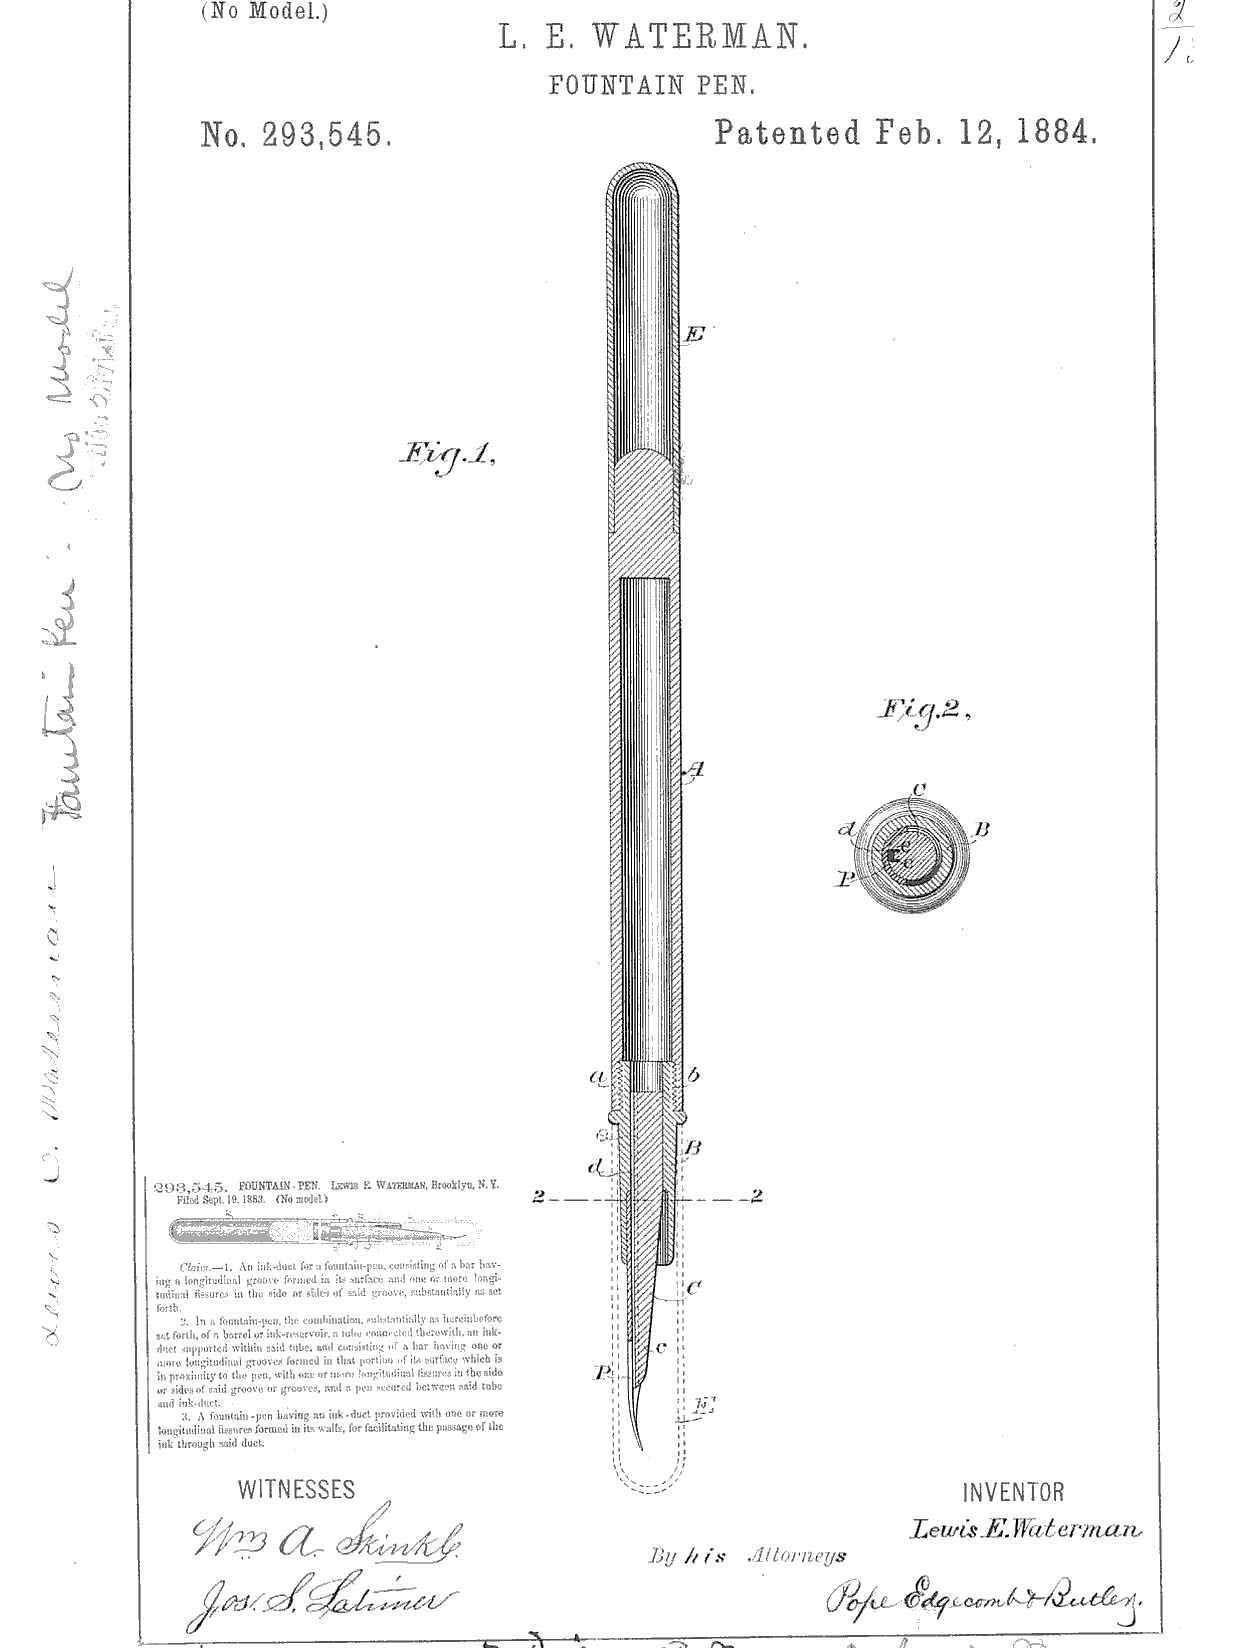 (No Model.)
L. E. WATERMAN.
FOUNTAIN PEN.
No. 293,545.
Patented Feb. 12, 1884.
E
Fig. 1,
A
Fig. 2,
C
d
B
e
c
P
a
b
B
d
2
2
C
c
P
E
293,545. FOUNTAIN-PEN. LEWIS E. WATERMAN, Brooklyn, N. Y.
Filed Sept. 19, 1883. (No model.)
Claim.—1. An ink-duct for a fountain-pen, consisting of a bar hav-
ing a longitudinal groove formed in its surface and one or more longi-
tudinal fissures in the side or sides of said groove, substantially as set
forth.
2. In a fountain-pen, the combination, substantially as hereinbefore
set forth, of a barrel or ink-reservoir, a tube connected therewith, an ink-
duct supported within said tube, and consisting of a bar having one or
more longitudinal grooves formed in that portion of its surface which is
in proximity to the pen, with one or more longitudinal fissures in the side
or sides of said groove or grooves, and a pen secured between said tube
and ink-duct.
3. A fountain-pen having an ink-duct provided with one or more
longitudinal fissures formed in its walls, for facilitating the passage of the
ink through said duct.
WITNESSES
Wm A. Skinkle.
Jos. S. Latimer
INVENTOR
Lewis E. Waterman
By his Attorneys
Pope Edgecomb & Butler.
Lewis E. Waterman Fountain Pen. (No Model